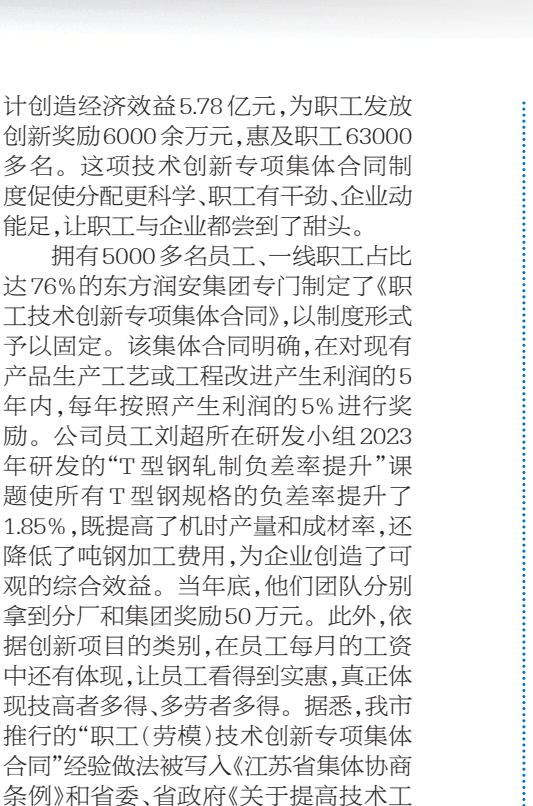 计创造经济效益5.78亿元,为职工发放
创新奖励6000余万元,惠及职工63000
多名。这项技术创新专项集体合同制
度促使分配更科学、职工有干劲、企业动
能足,让职工与企业都尝到了甜头。
拥有5000多名员工、一线职工占比
达76%的东方润安集团专门制定了《职
工技术创新专项集体合同》,以制度形式
予以固定。该集体合同明确,在对现有
产品生产工艺或工程改进产生利润的5
年内,每年按照产生利润的5%进行奖
励。公司员工刘超所在研发小组2023
年研发的“T型钢轧制负差率提升”课
题使所有T型钢规格的负差率提升了
1.85%,既提高了机时产量和成材率,还
降低了吨钢加工费用,为企业创造了可
观的综合效益。当年底,他们团队分别
拿到分厂和集团奖励50万元。此外,依
据创新项目的类别,在员工每月的工资
中还有体现,让员工看得到实惠,真正体
现技高者多得、多劳者多得。据悉,我市
推行的“职工(劳模)技术创新专项集体
合同”经验做法被写入《江苏省集体协商
条例》和省委、省政府《关于提高技术工